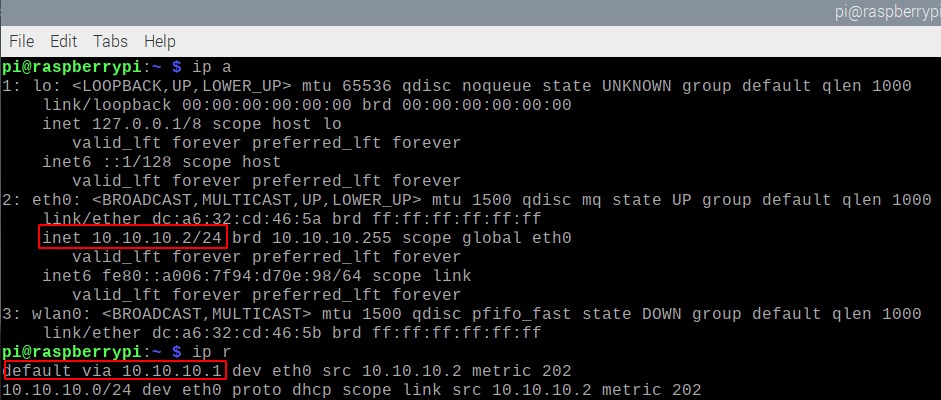 pi@raspberrypi
File Edit Tabs Help
pi@raspberrypi:~ $ ip a
1: lo: <LOOPBACK,UP,LOWER_UP> mtu 65536 qdisc noqueue state UNKNOWN group default qlen 1000
    link/loopback 00:00:00:00:00:00 brd 00:00:00:00:00:00
    inet 127.0.0.1/8 scope host lo
       valid_lft forever preferred_lft forever
    inet6 ::1/128 scope host
       valid_lft forever preferred_lft forever
2: eth0: <BROADCAST,MULTICAST,UP,LOWER_UP> mtu 1500 qdisc mq state UP group default qlen 1000
    link/ether dc:a6:32:cd:46:5a brd ff:ff:ff:ff:ff:ff
    inet 10.10.10.2/24 brd 10.10.10.255 scope global eth0
       valid_lft forever preferred_lft forever
    inet6 fe80::a006:7f94:d70e:98/64 scope link
       valid_lft forever preferred_lft forever
3: wlan0: <BROADCAST,MULTICAST> mtu 1500 qdisc pfifo_fast state DOWN group default qlen 1000
    link/ether dc:a6:32:cd:46:5b brd ff:ff:ff:ff:ff:ff
pi@raspberrypi:~ $ ip r
default via 10.10.10.1 dev eth0 src 10.10.10.2 metric 202
10.10.10.0/24 dev eth0 proto dhcp scope link src 10.10.10.2 metric 202